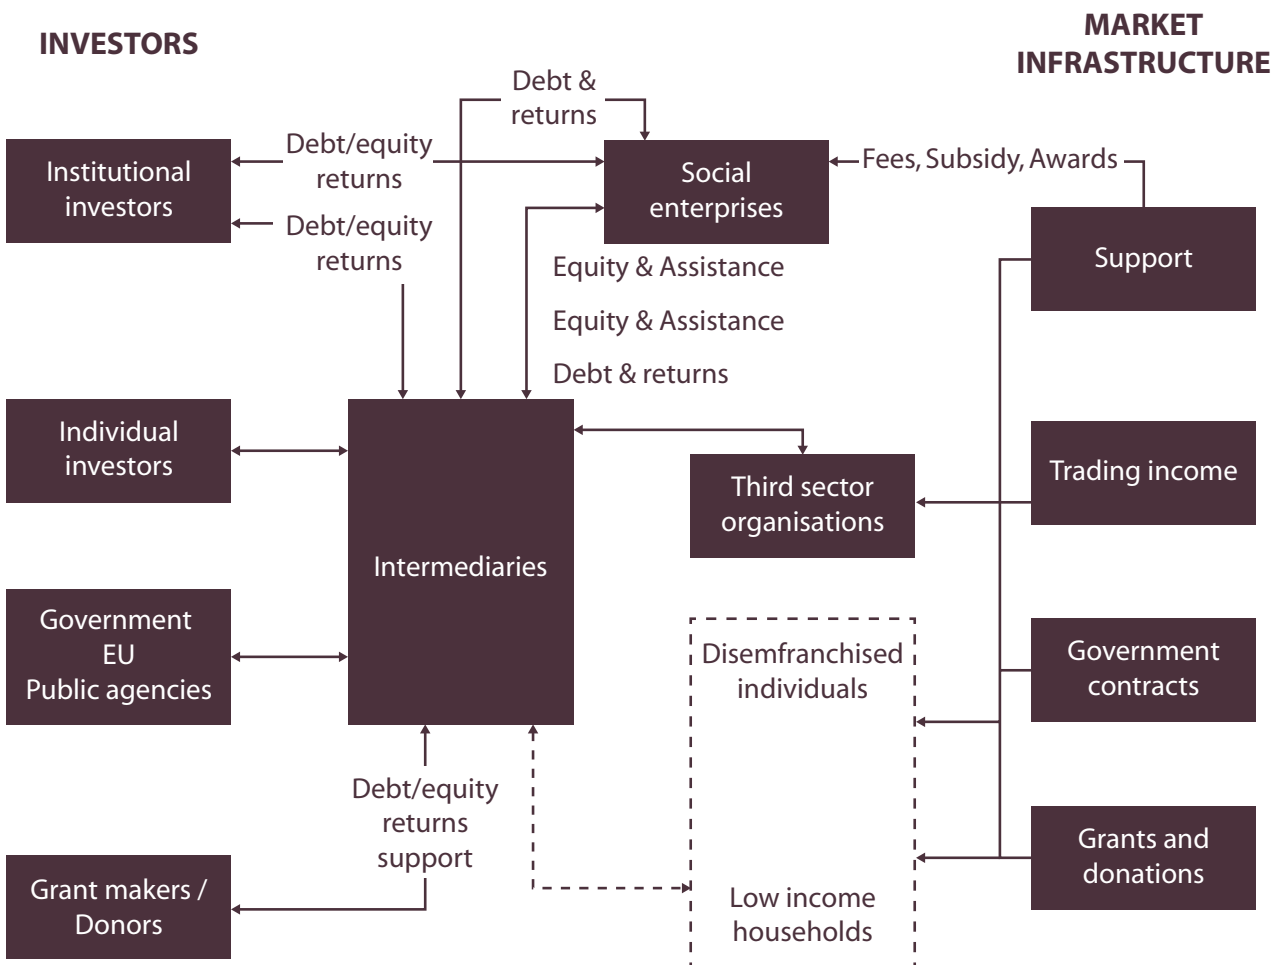 INVESTORS
MARKET
INFRASTRUCTURE
Debt &
returns
Institutional
investors
Debt/equity
returns
Debt/equity
returns
Social
enterprises
Fees, Subsidy, Awards
Support
Equity & Assistance
Equity & Assistance
Debt & returns
Individual
investors
Intermediaries
Third sector
organisations
Trading income
Government
EU
Public agencies
Disemfranchised
individuals
Government
contracts
Debt/equity
returns
support
Grant makers /
Donors
Low income
households
Grants and
donations